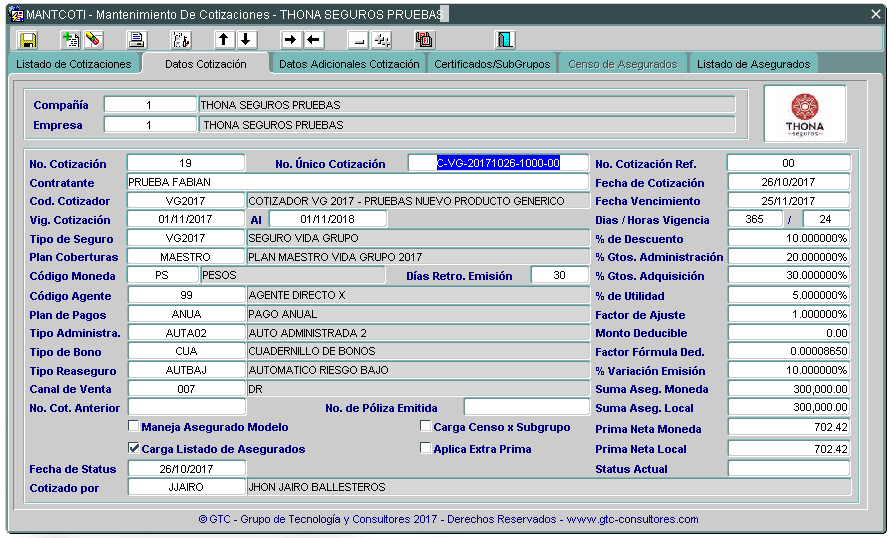 MANTCOTI - Mantenimiento De Cotizaciones - THONA SEGUROS PRUEBAS
Listado de Cotizaciones Datos Cotización Datos Adicionales Cotización Certificados/SubGrupos Censo de Asegurados Listado de Asegurados
Compañía 1 THONA SEGUROS PRUEBAS
Empresa 1 THONA SEGUROS PRUEBAS
THONA
seguros
No. Cotización 19 No. Único Cotización C-VG-20171026-1000-00 No. Cotización Ref. 00
Contratante PRUEBA FABIAN Fecha de Cotización 26/10/2017
Cod. Cotizador VG2017 COTIZADOR VG 2017 - PRUEBAS NUEVO PRODUCTO GENERICO Fecha Vencimiento 25/11/2017
Vig. Cotización 01/11/2017 Al 01/11/2018 Dias / Horas Vigencia 365 / 24
Tipo de Seguro VG2017 SEGURO VIDA GRUPO % de Descuento 10.000000%
Plan Coberturas MAESTRO PLAN MAESTRO VIDA GRUPO 2017 % Gtos. Administración 20.000000%
Código Moneda PS PESOS Días Retro. Emisión 30 % Gtos. Adquisición 30.000000%
Código Agente 99 AGENTE DIRECTO X % de Utilidad 5.000000%
Plan de Pagos ANUA PAGO ANUAL Factor de Ajuste 1.000000%
Tipo Administra. AUTA02 AUTO ADMINISTRADA 2 Monto Deducible 0.00
Tipo de Bono CUA CUADERNILLO DE BONOS Factor Fórmula Ded. 0.00008650
Tipo Reaseguro AUTBAJ AUTOMATICO RIESGO BAJO % Variación Emisión 10.000000%
Canal de Venta 007 DR Suma Aseg. Moneda 300,000.00
No. Cot. Anterior No. de Póliza Emitida Suma Aseg. Local 300,000.00
Maneja Asegurado Modelo Carga Censo x Subgrupo Prima Neta Moneda 702.42
Carga Listado de Asegurados Aplica Extra Prima Prima Neta Local 702.42
Fecha de Status 26/10/2017 Status Actual
Cotizado por JJAIRO JHON JAIRO BALLESTEROS
© GTC - Grupo de Tecnología y Consultores 2017 - Derechos Reservados - www.gtc-consultores.com